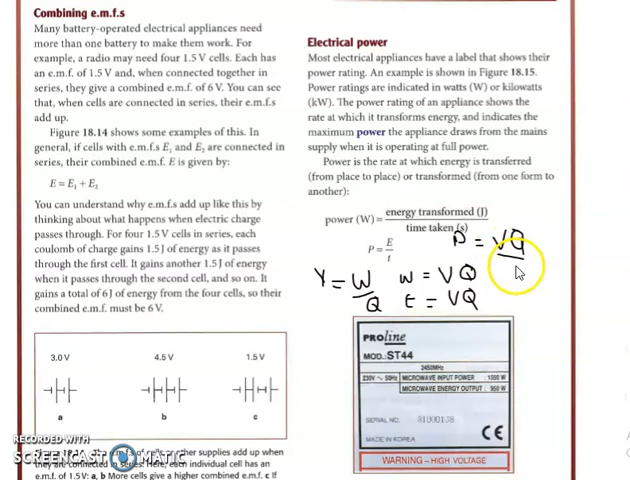 Combining e.m.f.s
Many battery-operated electrical appliances need
more than one battery to make them work. For
example, a radio may need four 1.5 V cells. Each has
an e.m.f. of 1.5 V and, when connected together in
series, they give a combined e.m.f. of 6 V. You can see
that, when cells are connected in series, their e.m.f.s
add up.
Figure 18.14 shows some examples of this. In
general, if cells with e.m.f.s E1 and E2 are connected in
series, their combined e.m.f. E is given by:
E = E1 + E2
You can understand why e.m.f.s add up like this by
thinking about what happens when electric charge
passes through. For four 1.5 V cells in series, each
coulomb of charge gains 1.5 J of energy as it passes
through the first cell. It gains another 1.5 J of energy
when it passes through the second cell, and so on. It
gains a total of 6 J of energy from the four cells, so their
combined e.m.f. must be 6 V.
3.0 V 4.5 V 1.5 V
a b c
RECORDED WITH
SCREENCAST MATIC
of cells or other supplies add up when
they are connected in series. Here, each individual cell has an
e.m.f. of 1.5 V: a, b More cells give a higher combined e.m.f. c If
Electrical power
Most electrical appliances have a label that shows their
power rating. An example is shown in Figure 18.15.
Power ratings are indicated in watts (W) or kilowatts
(kW). The power rating of an appliance shows the
rate at which it transforms energy, and indicates the
maximum power the appliance draws from the mains
supply when it is operating at full power.
Power is the rate at which energy is transferred
(from place to place) or transformed (from one form to
another):
power (W) = energy transformed (J) / time taken (s)
P = E / t
P = VQ
V = W / Q
W = VQ
E = VQ
PROline
MOD.: ST44
2450MHz
230V ~ 50Hz MICROWAVE INPUT POWER : 1550 W
MICROWAVE ENERGY OUTPUT : 950 W
SERIAL NO. 81000138
MADE IN KOREA CE
WARNING – HIGH VOLTAGE